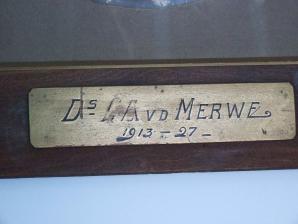 Ds. VD MERWE
1913 - 27 -